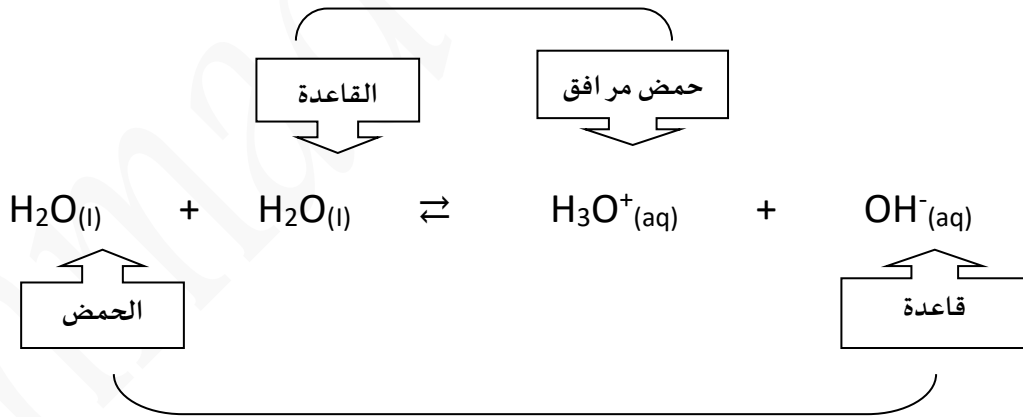 القاعدة
حمض مرافق
H₂O(l) + H₂O(l) ⇄ H₃O⁺(aq) + OH⁻(aq)
الحمض
قاعدة